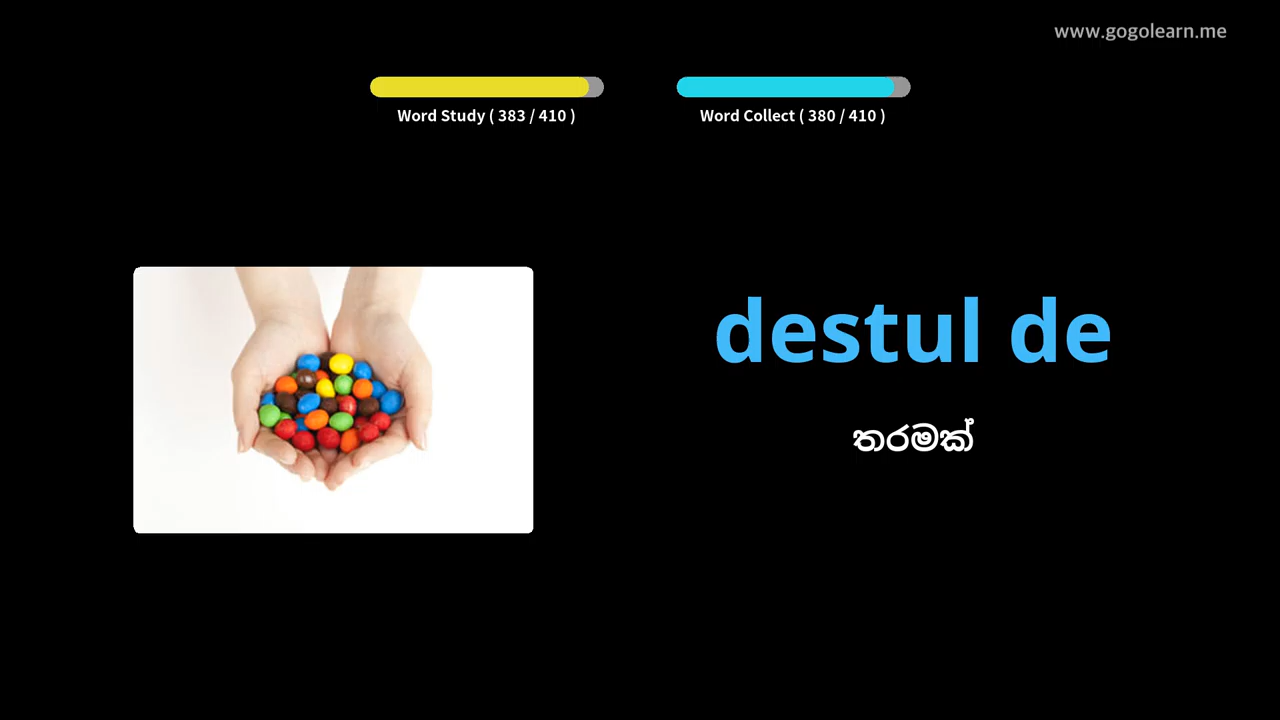 www.gogolearn.me
Word Study ( 383 / 410 )
Word Collect ( 380 / 410 )
destul de
තරමක්